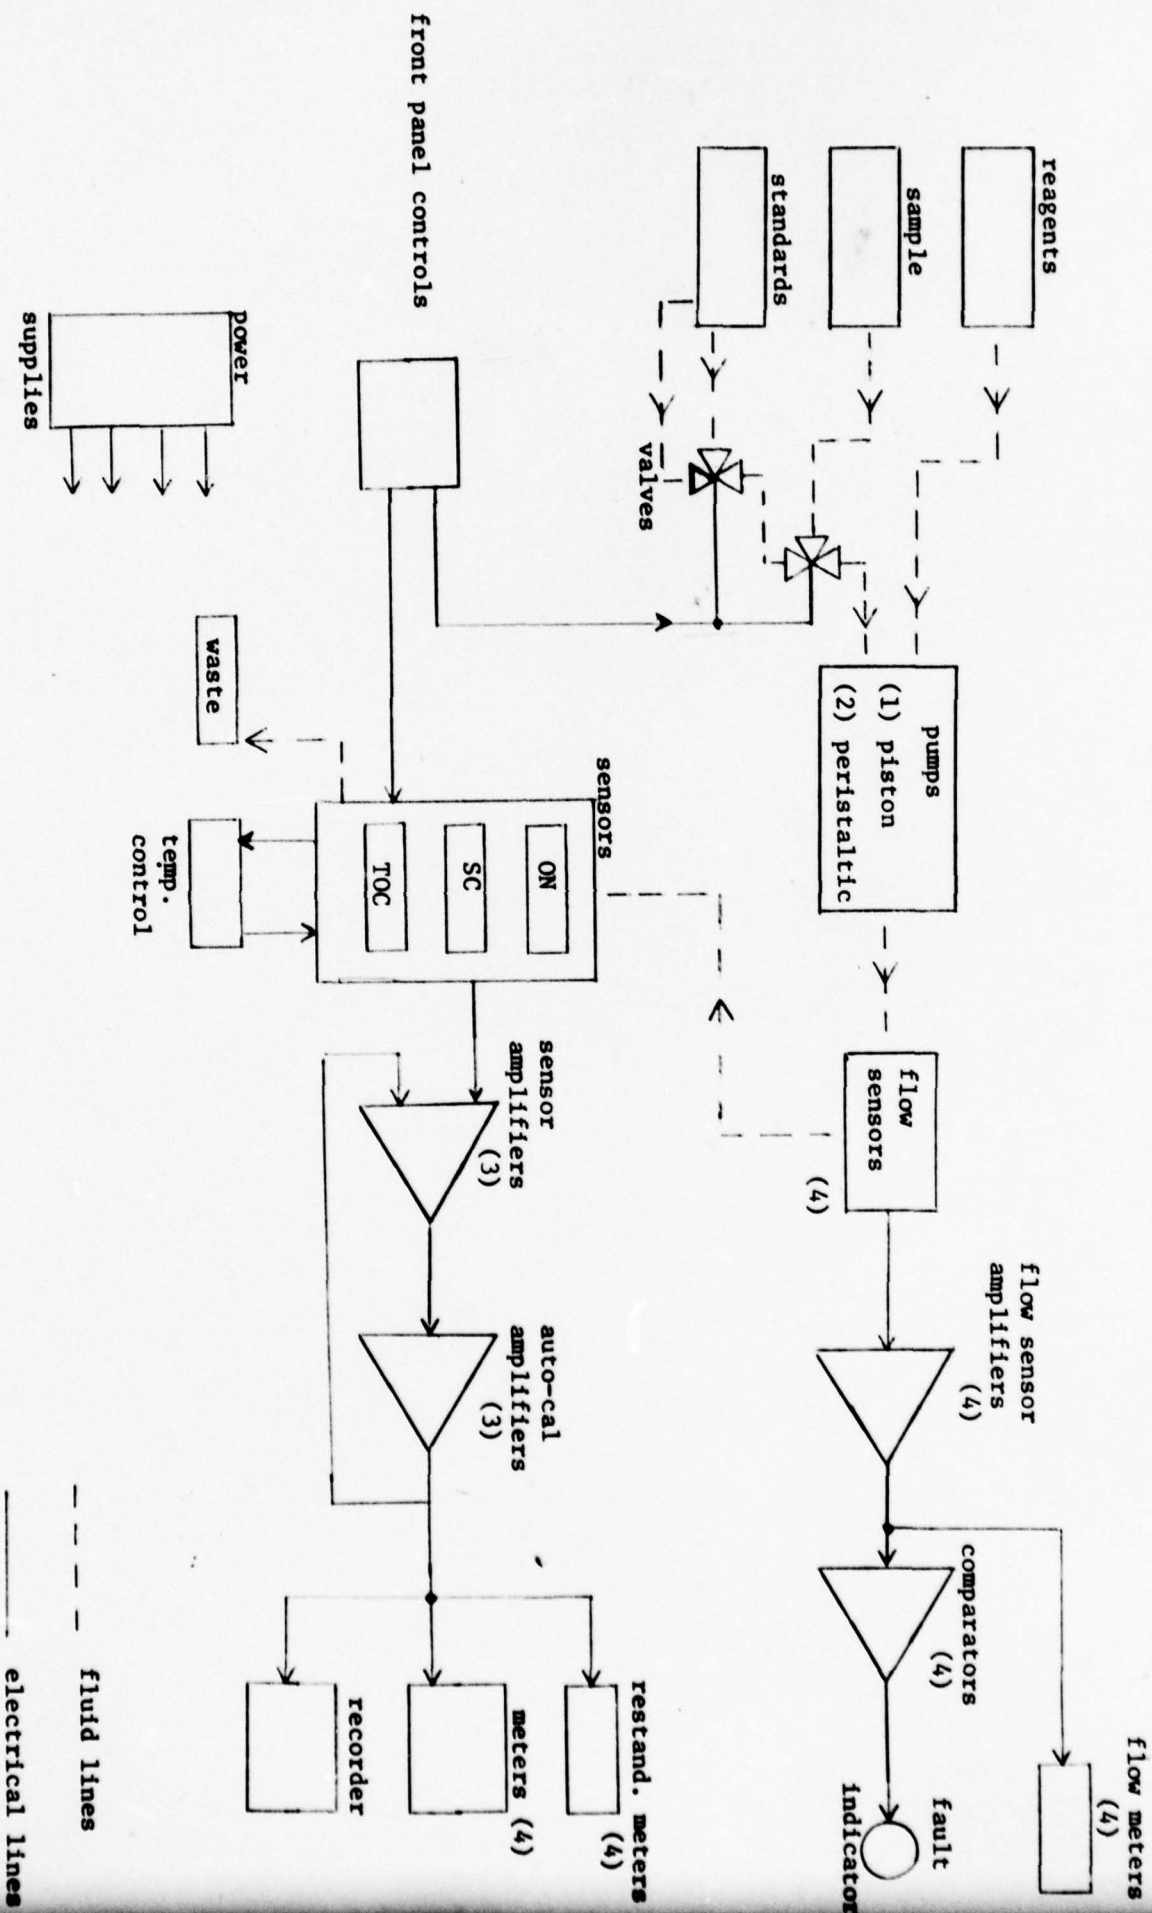 reagents
sample
standards
valves
pumps
(1) piston
(2) peristaltic
flow
sensors
(4)
flow sensor
amplifiers
(4)
comparators
(4)
flow meters
(4)
fault
indicator
front panel controls
sensors
ON
SC
TOC
sensor
amplifiers
(3)
auto-cal
amplifiers
(3)
restand. meters
(4)
meters (4)
recorder
power
supplies
waste
temp.
control
fluid lines
electrical lines